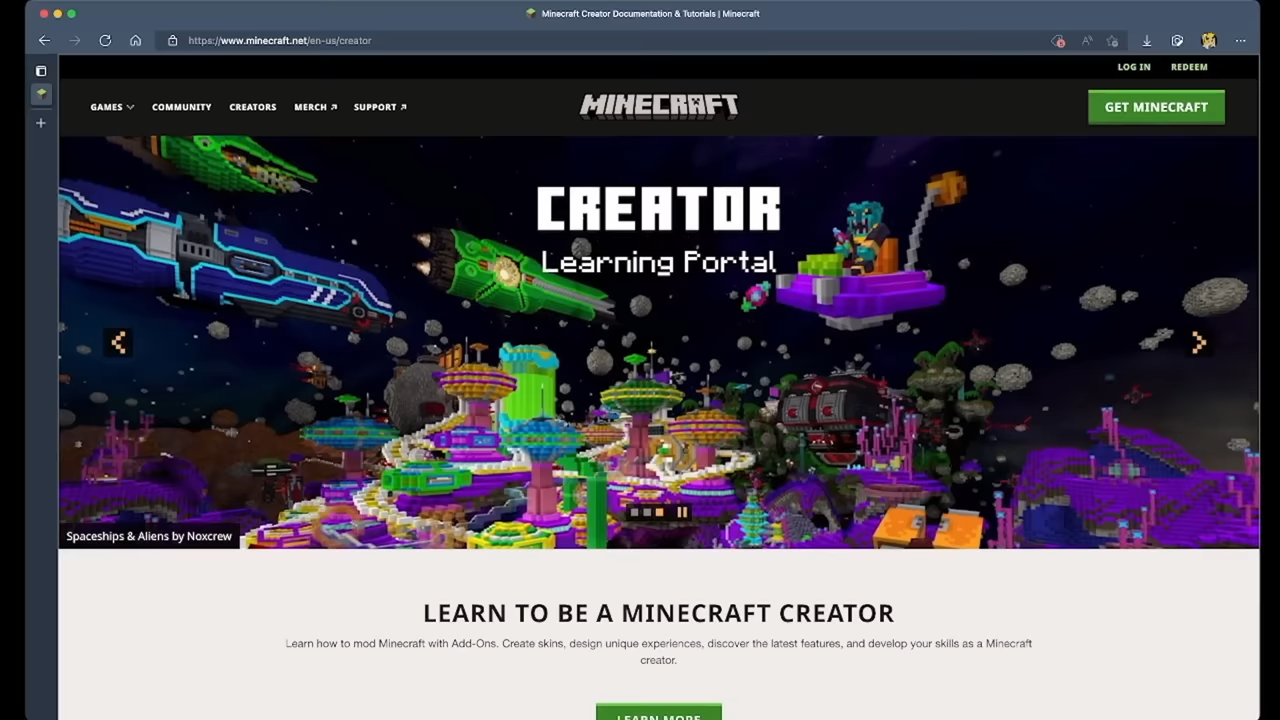 Minecraft Creator Documentation & Tutorials | Minecraft
https://www.minecraft.net/en-us/creator
LOG IN REDEEM
GAMES COMMUNITY CREATORS MERCH SUPPORT
MINECRAFT
GET MINECRAFT
CREATOR
Learning Portal
Spaceships & Aliens by Noxcrew
LEARN TO BE A MINECRAFT CREATOR
Learn how to mod Minecraft with Add-Ons. Create skins, design unique experiences, discover the latest features, and develop your skills as a Minecraft
creator.
LEARN MORE